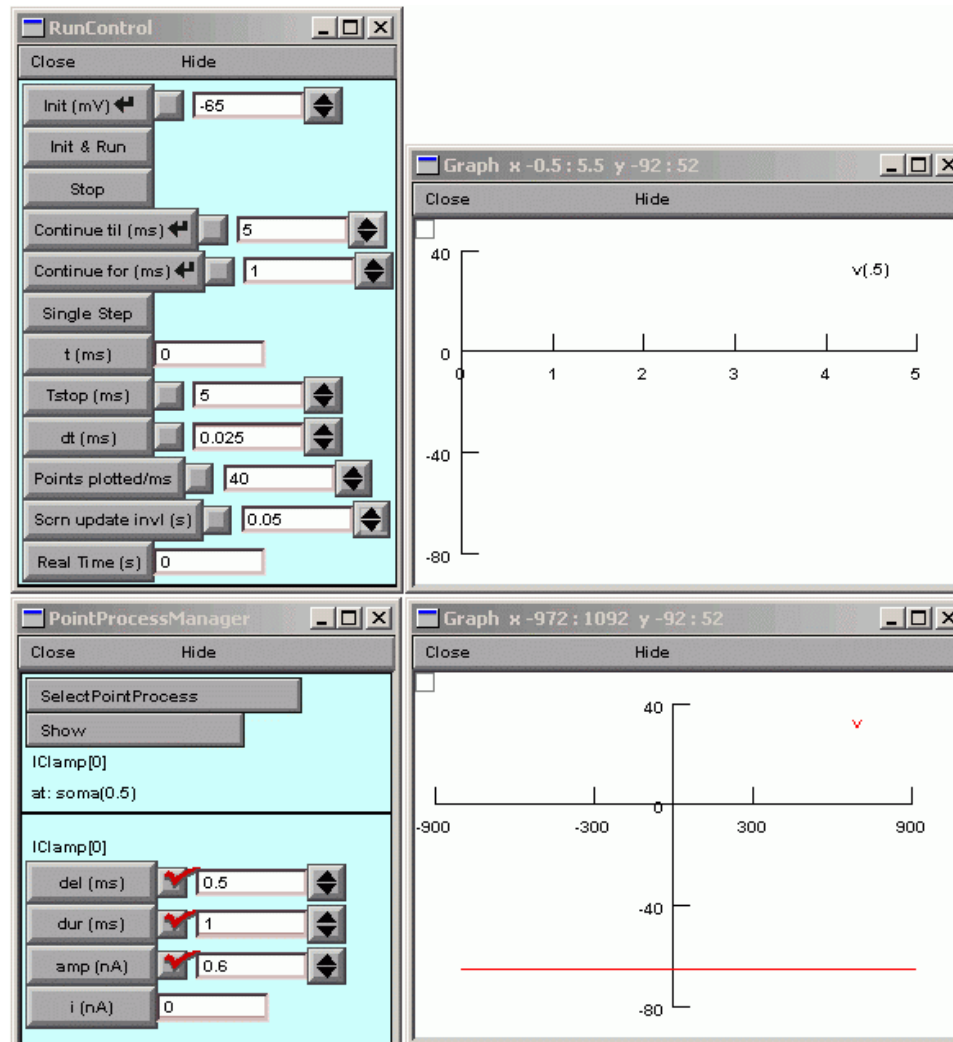 RunControl
Close Hide
Init (mV) -65
Init & Run
Stop
Continue til (ms) 5
Continue for (ms) 1
Single Step
t (ms) 0
Tstop (ms) 5
dt (ms) 0.025
Points plotted/ms 40
Scrn update invl (s) 0.05
Real Time (s) 0
Graph x -0.5 : 5.5 y -92 : 52
Close Hide
40
v(.5)
0
0 1 2 3 4 5
-40
-80
PointProcessManager
Close Hide
SelectPointProcess
Show
IClamp[0]
at: soma(0.5)
IClamp[0]
del (ms) 0.5
dur (ms) 1
amp (nA) 0.6
i (nA) 0
Graph x -972 : 1092 y -92 : 52
Close Hide
40
v
0
-900 -300 300 900
-40
-80